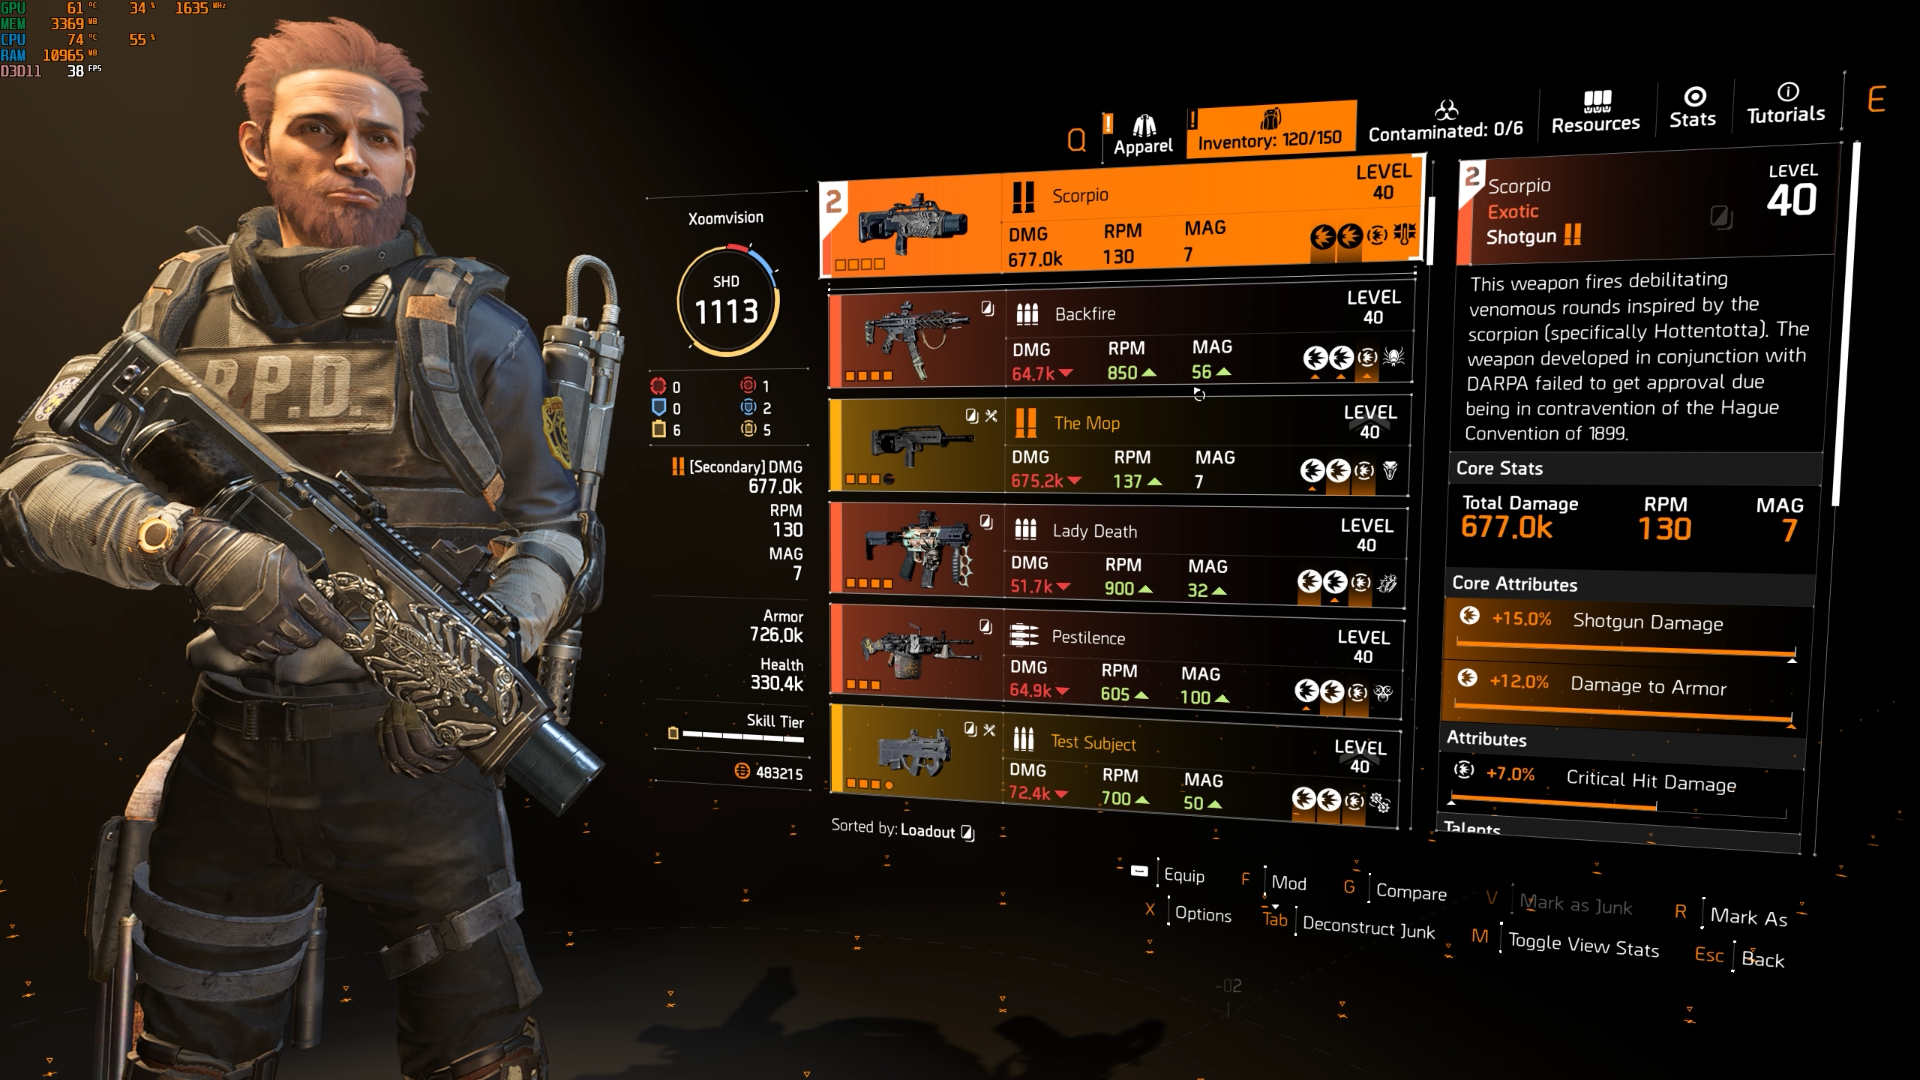 GPU 61 °C 34 % 1635 MHz
MEM 3369 MB
CPU 74 °C 55 %
RAM 10965 MB
D3D11 38 FPS
Q
! Apparel
! Inventory: 120/150
Contaminated: 0/6
Resources
Stats
Tutorials
E
R.P.D.
Xoomvision
SHD
1113
0 1
0 2
6 5
[Secondary] DMG
677.0k
RPM
130
MAG
7
Armor
726.0k
Health
330.4k
Skill Tier
483215
2 Scorpio LEVEL 40
DMG RPM MAG
677.0k 130 7
Backfire LEVEL 40
DMG RPM MAG
64.7k 850 56
The Mop LEVEL 40
DMG RPM MAG
675.2k 137 7
Lady Death LEVEL 40
DMG RPM MAG
51.7k 900 32
Pestilence LEVEL 40
DMG RPM MAG
64.9k 605 100
Test Subject LEVEL 40
DMG RPM MAG
72.4k 700 50
Sorted by: Loadout
2 Scorpio LEVEL
Exotic 40
Shotgun
This weapon fires debilitating
venomous rounds inspired by the
scorpion (specifically Hottentotta). The
weapon developed in conjunction with
DARPA failed to get approval due
being in contravention of the Hague
Convention of 1899.
Core Stats
Total Damage RPM MAG
677.0k 130 7
Core Attributes
+15.0% Shotgun Damage
+12.0% Damage to Armor
Attributes
+7.0% Critical Hit Damage
Talents
Equip F Mod G Compare V Mark as Junk R Mark As
X Options Tab Deconstruct Junk M Toggle View Stats Esc Back
-02